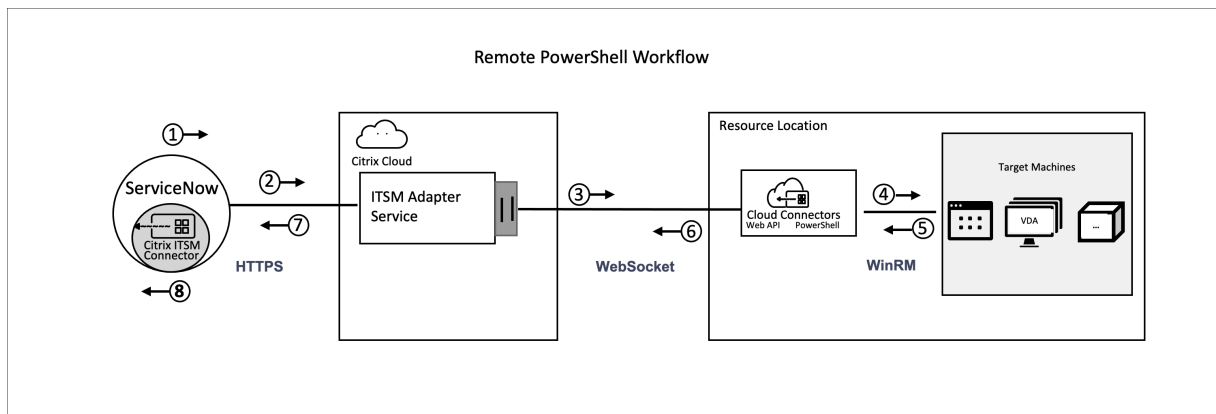 Remote PowerShell Workflow
①
ServiceNow
Citrix ITSM
Connector
⑧
②
⑦
HTTPS
Citrix Cloud
ITSM Adapter
Service
③
⑥
WebSocket
Resource Location
Cloud Connectors
Web API PowerShell
④
⑤
WinRM
Target Machines
VDA
...